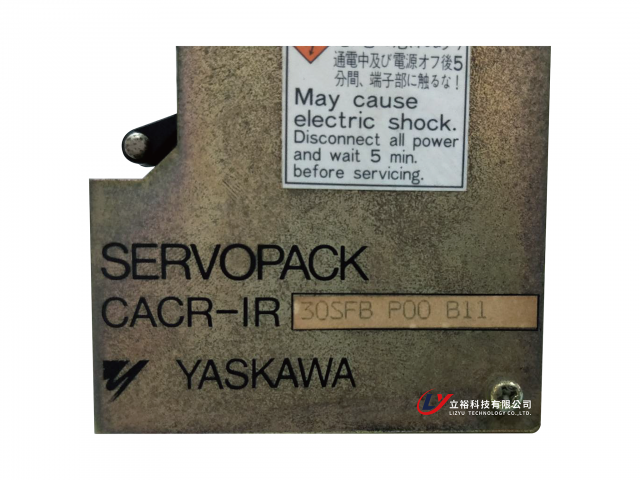 通電中及び電源オフ後5
分間、端子部に触るな！
May cause
electric shock.
Disconnect all power
and wait 5 min.
before servicing.
SERVOPACK
CACR-IR 30SFB P00 B11
YASKAWA
LY 立裕科技有限公司
LIZYU TECHNOLOGY CO.,LTD.